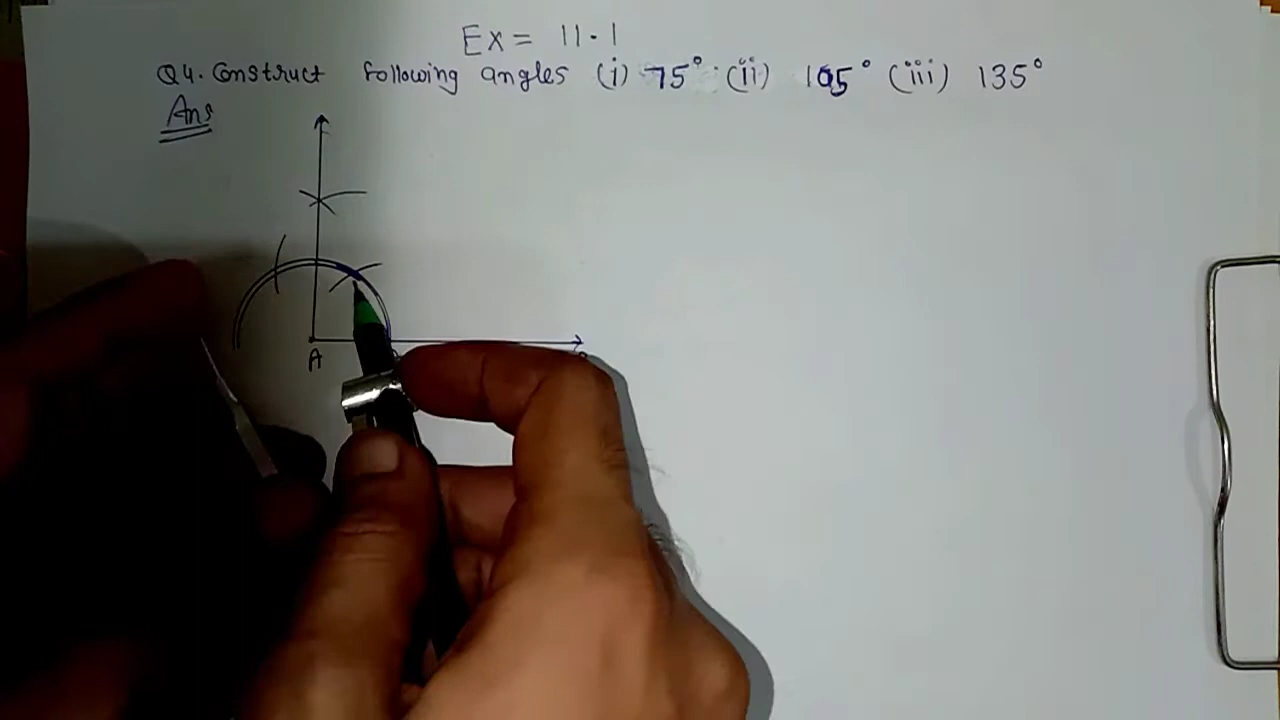 Ex = 11.1
Q4. Construct following angles (i) 75° (ii) 105° (iii) 135°
Ans
A